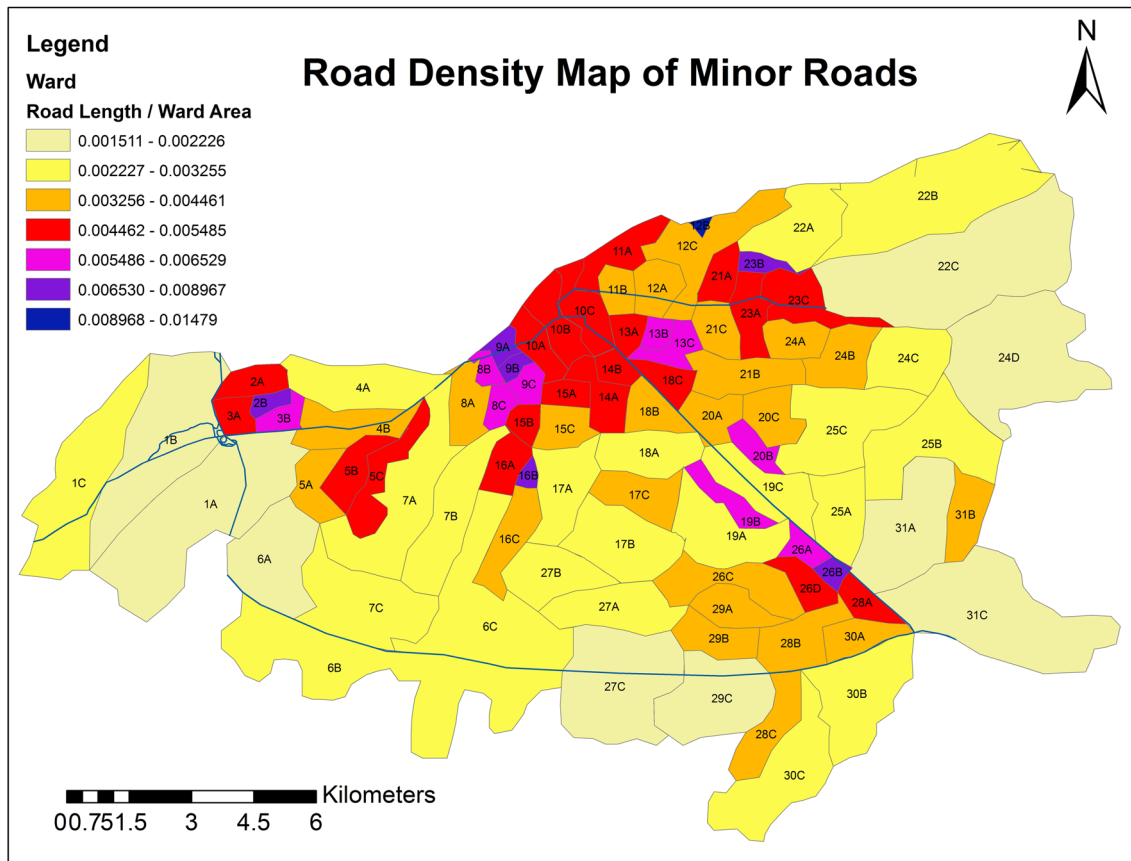 Legend
Ward
Road Length / Ward Area
0.001511 - 0.002226
0.002227 - 0.003255
0.003256 - 0.004461
0.004462 - 0.005485
0.005486 - 0.006529
0.006530 - 0.008967
0.008968 - 0.01479
Road Density Map of Minor Roads
N
22B
12B
22A
12C
11A
23B
22C
21A
12A
11B
23C
10C
23A
21C
13A
13B
10B
24A
13C
10A
9A
24B
24C
24D
8B
9B
14B
21B
18C
2A
9C
4A
15A
14A
2B
8A
8C
18B
20A
20C
3A
3B
15B
4B
15C
25C
1B
25B
18A
20B
16A
5B
5C
16B
1C
5A
19C
17A
17C
1A
7A
25A
7B
19B
31B
31A
19A
16C
17B
26A
6A
26B
27B
26C
26D
28A
7C
27A
29A
31C
6C
29B
28B
30A
6B
27C
29C
30B
28C
30C
Kilometers
0 0.75 1.5 3 4.5 6